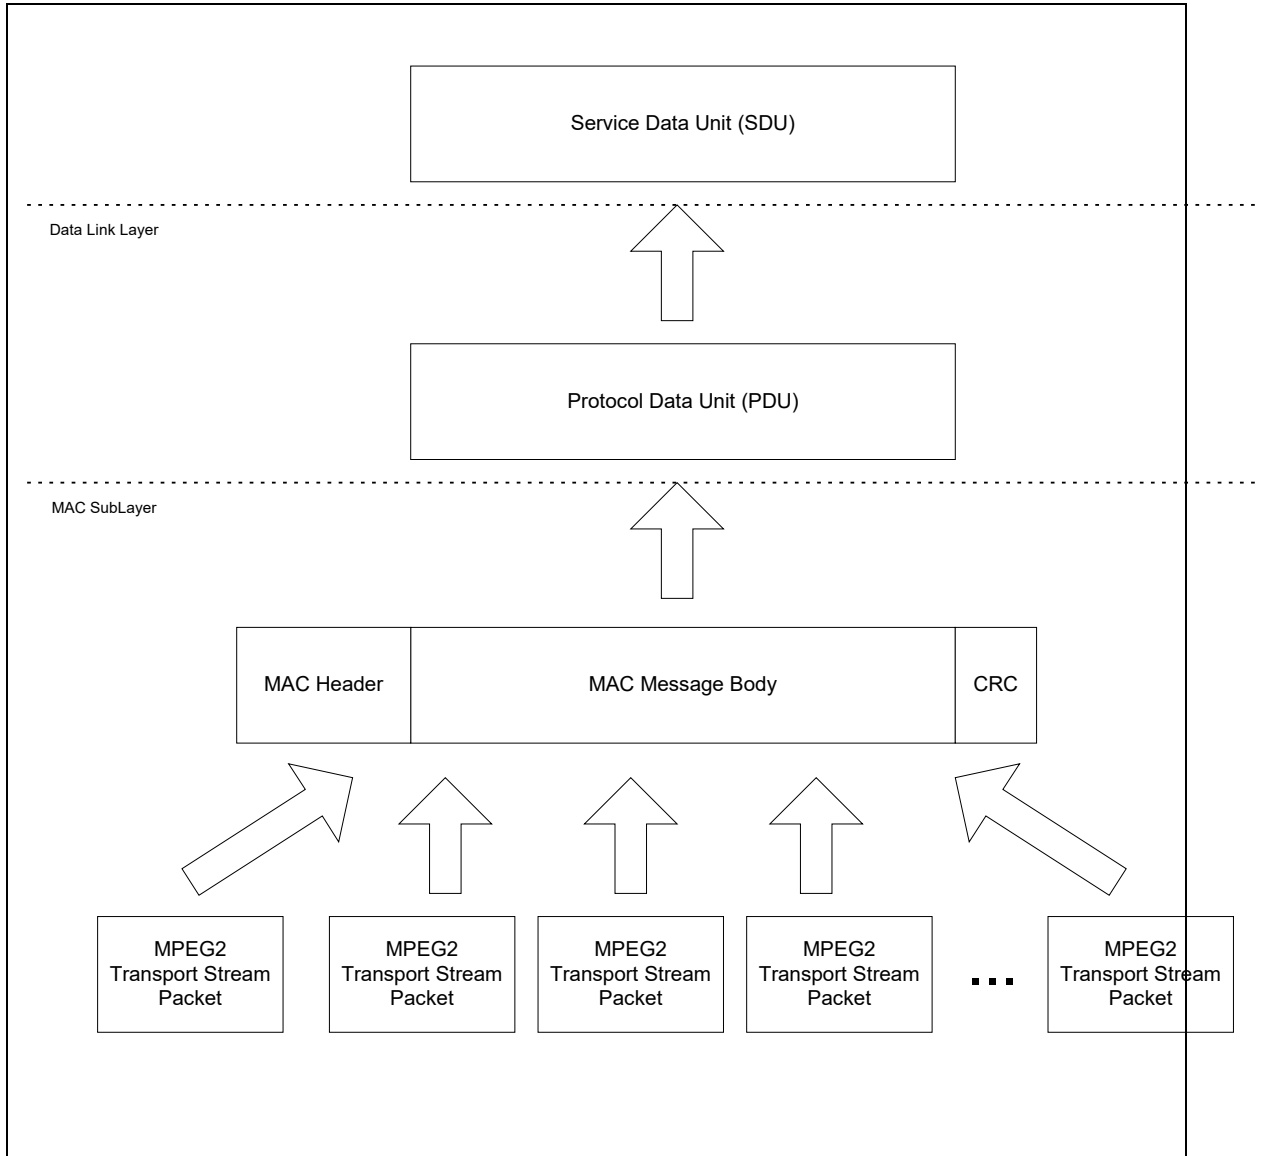 Service Data Unit (SDU)
Data Link Layer
Protocol Data Unit (PDU)
MAC SubLayer
MAC Header
MAC Message Body
CRC
MPEG2
Transport Stream
Packet
MPEG2
Transport Stream
Packet
MPEG2
Transport Stream
Packet
MPEG2
Transport Stream
Packet
...
MPEG2
Transport Stream
Packet